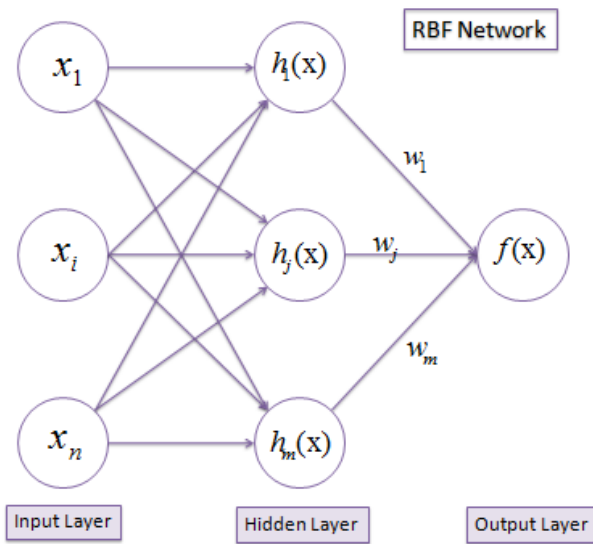 RBF Network
x₁
h₁(x)
w₁
xᵢ
hⱼ(x)
wⱼ
f(x)
wₘ
xₙ
hₘ(x)
Input Layer
Hidden Layer
Output Layer